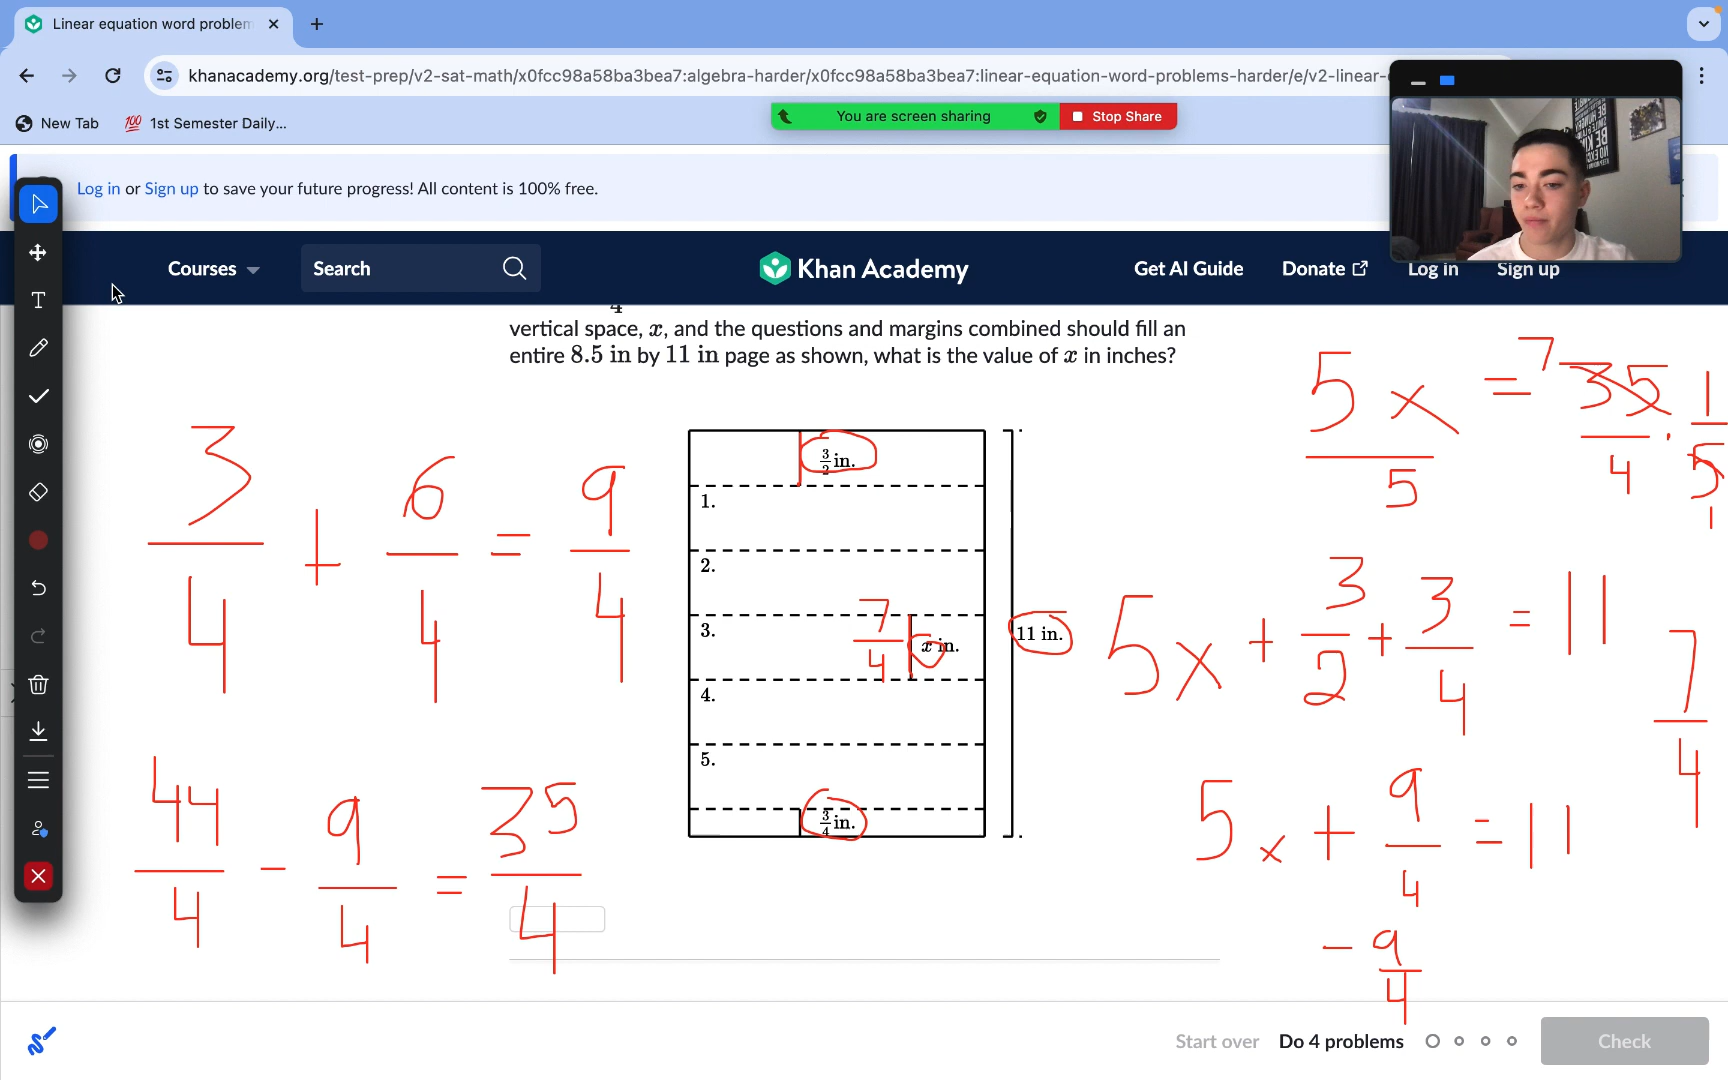 Linear equation word problem
khanacademy.org/test-prep/v2-sat-math/x0fcc98a58ba3bea7:algebra-harder/x0fcc98a58ba3bea7:linear-equation-word-problems-harder/e/v2-linear-
New Tab
💯 1st Semester Daily...
You are screen sharing
Stop Share
Log in or Sign up to save your future progress! All content is 100% free.
Courses
Search
Khan Academy
Get AI Guide
Donate
Log in
Sign up
4
vertical space, x, and the questions and margins combined should fill an
entire 8.5 in by 11 in page as shown, what is the value of x in inches?
5x/5 = 7 35/4 · 1/5 1
3/4 + 6/4 = 9/4
3/2 in.
1.
2.
3.
7/4
x in.
11 in.
4.
5.
3/4 in.
5x + 3/2 + 3/4 = 11
7/4
5x + 9/4 = 11
- 9/4
44/4 - 9/4 = 35/4
Start over
Do 4 problems
Check